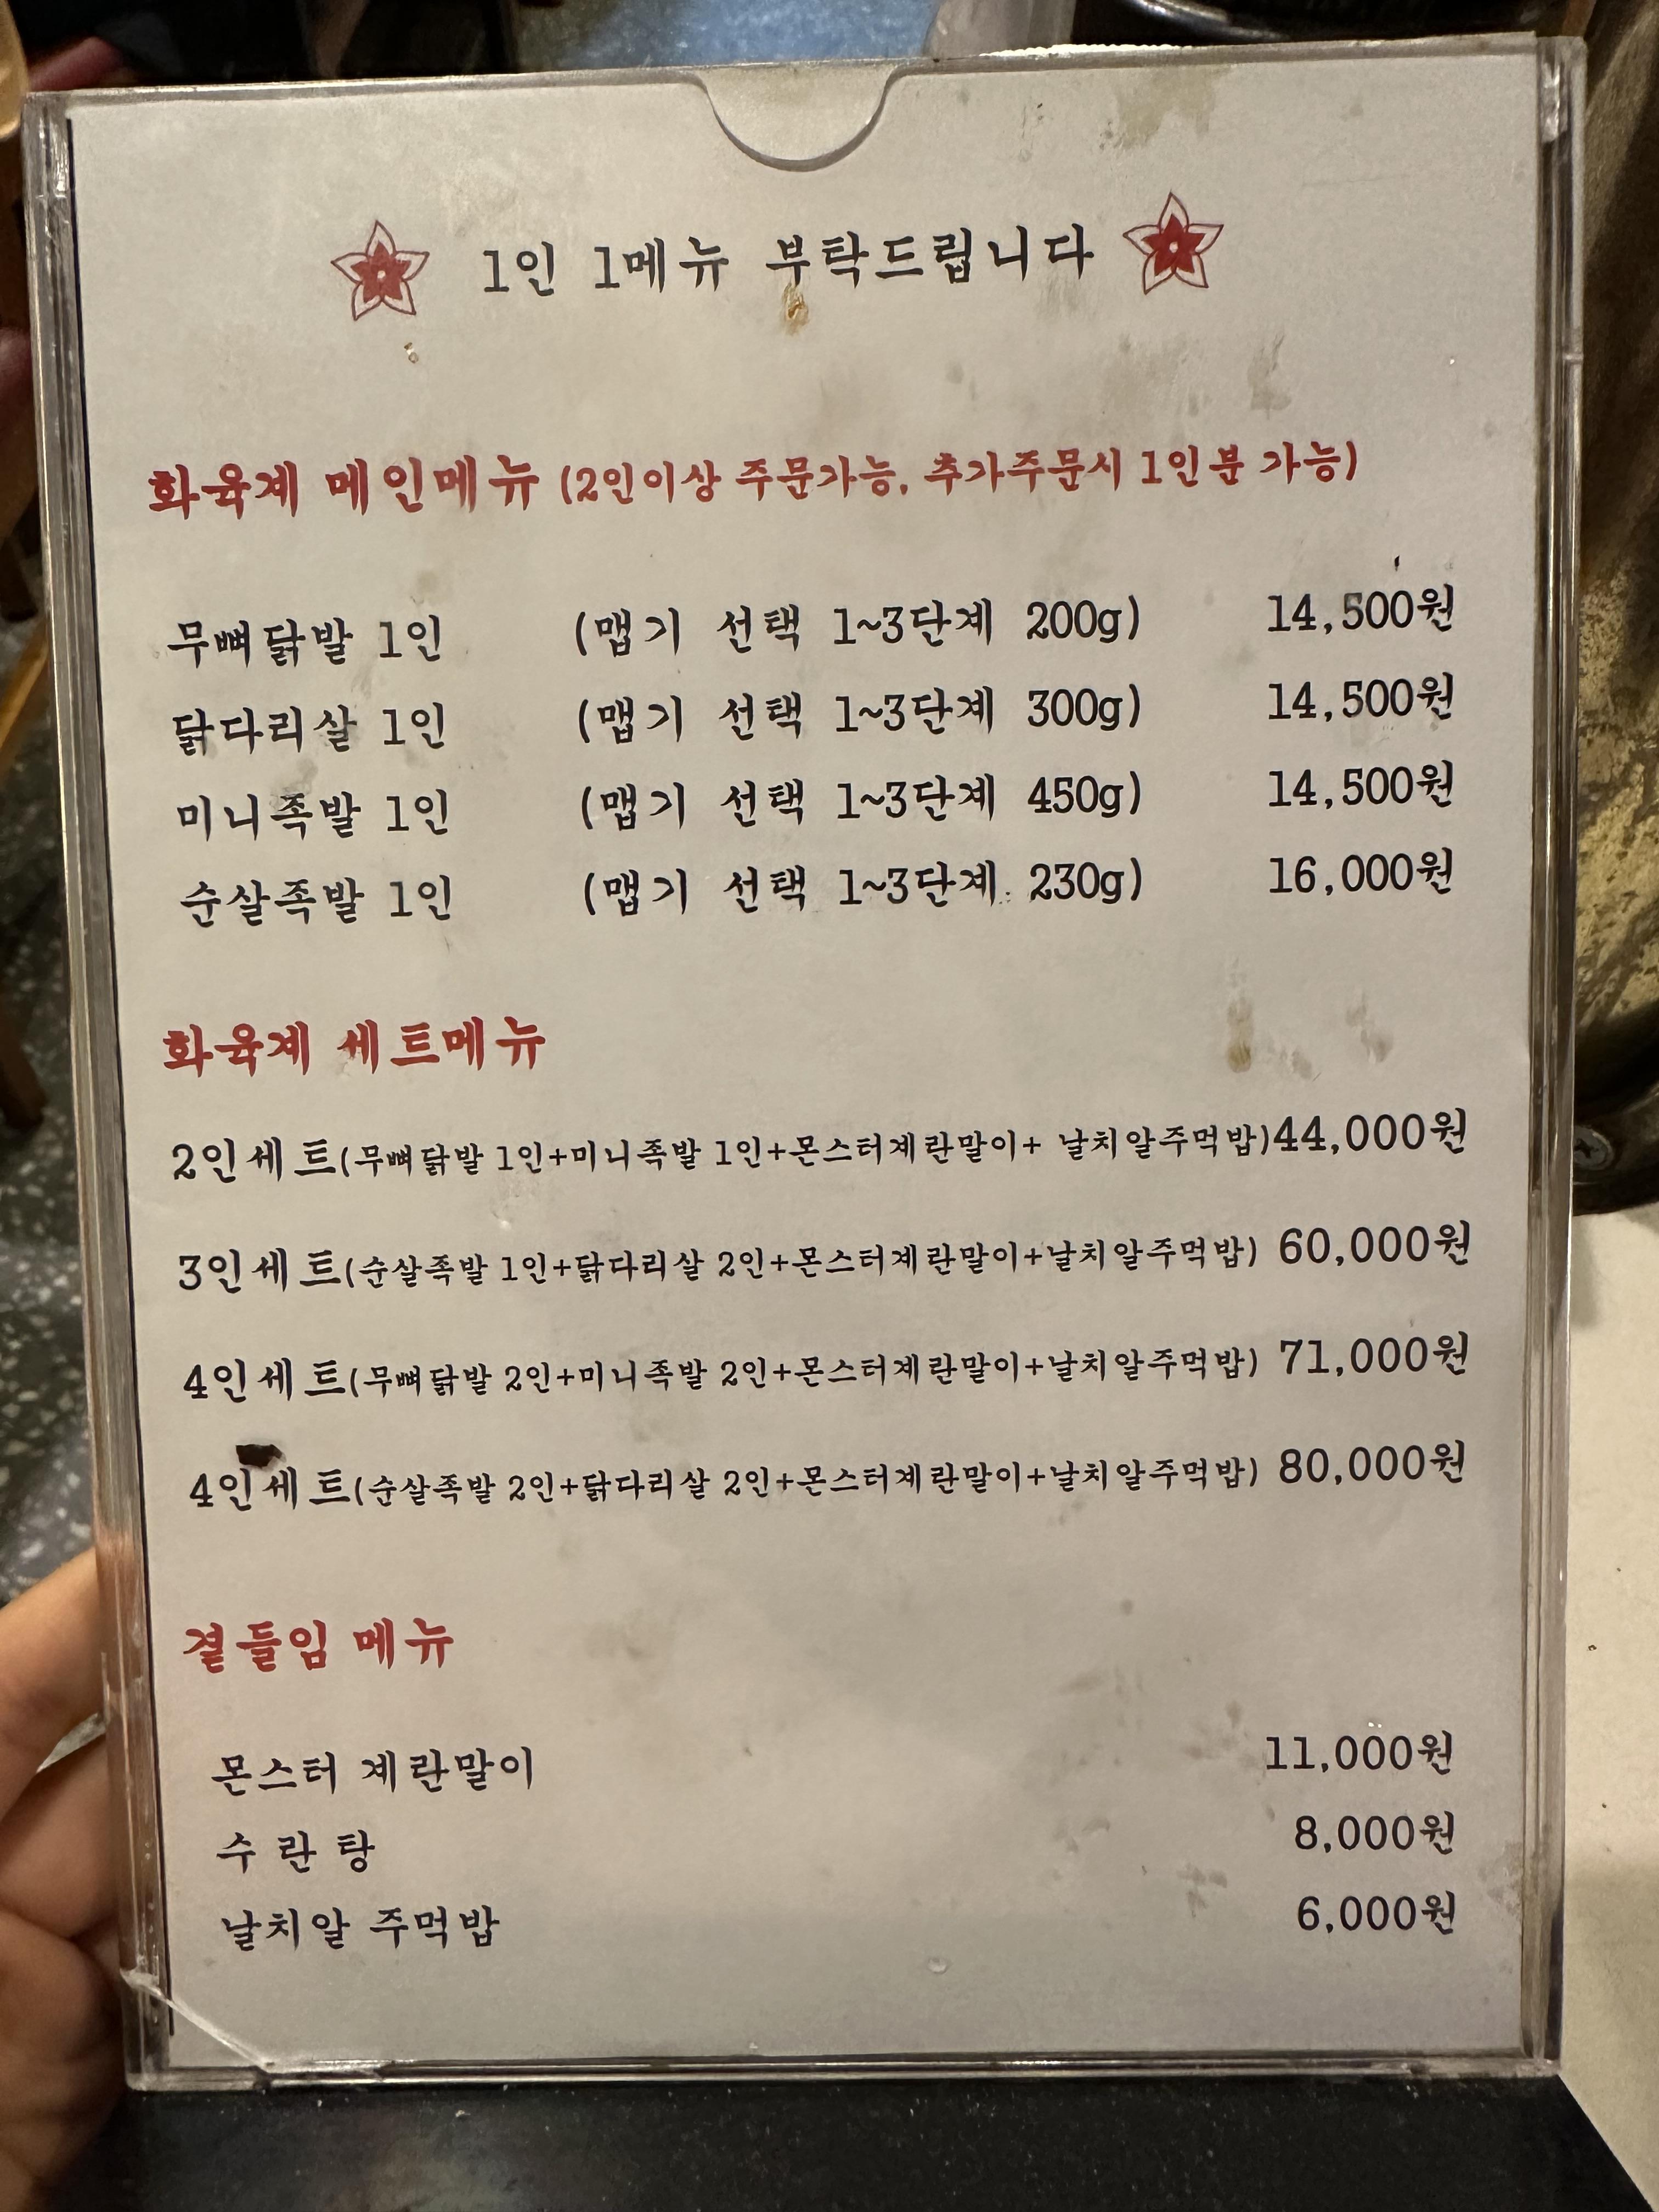 1인 1메뉴 부탁드립니다
화육계 메인메뉴 (2인이상 주문가능, 추가주문시 1인분 가능)
무뼈닭발 1인 (맵기 선택 1~3단계 200g) 14,500원
닭다리살 1인 (맵기 선택 1~3단계 300g) 14,500원
미니족발 1인 (맵기 선택 1~3단계 450g) 14,500원
순살족발 1인 (맵기 선택 1~3단계 230g) 16,000원
화육계 세트메뉴
2인세트(무뼈닭발 1인+미니족발 1인+몬스터계란말이+ 날치알주먹밥)44,000원
3인세트(순살족발 1인+닭다리살 2인+몬스터계란말이+날치알주먹밥) 60,000원
4인세트(무뼈닭발 2인+미니족발 2인+몬스터계란말이+날치알주먹밥) 71,000원
4인세트(순살족발 2인+닭다리살 2인+몬스터계란말이+날치알주먹밥) 80,000원
곁들임 메뉴
몬스터 계란말이 11,000원
수 란 탕 8,000원
날치알 주먹밥 6,000원